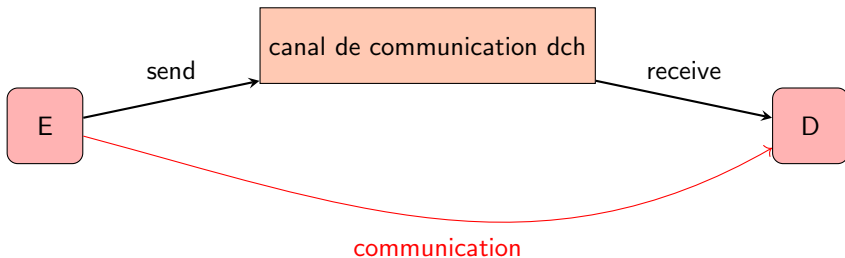 canal de communication dch
send
receive
E
D
communication